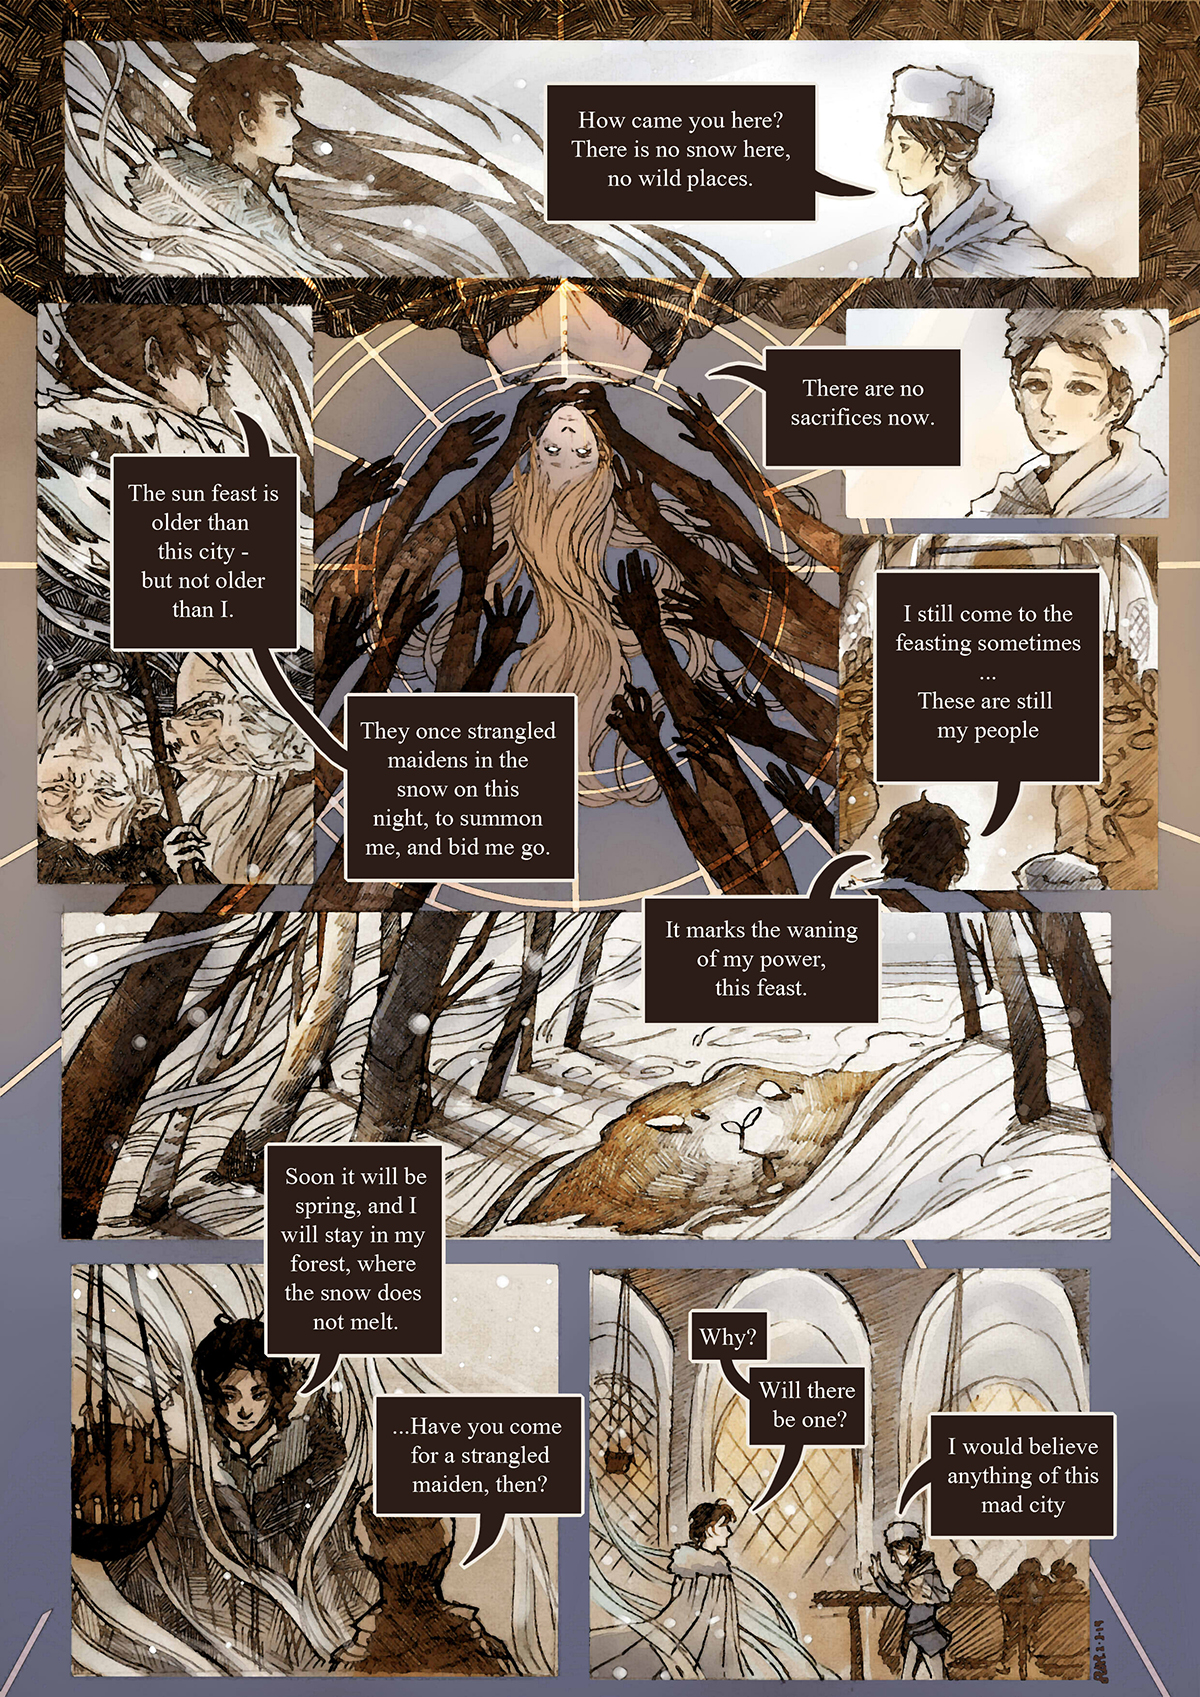 How came you here?
There is no snow here,
no wild places.
The sun feast is
older than
this city -
but not older
than I.
They once strangled
maidens in the
snow on this
night, to summon
me, and bid me go.
There are no
sacrifices now.
I still come to the
feasting sometimes
...
These are still
my people
It marks the waning
of my power,
this feast.
Soon it will be
spring, and I
will stay in my
forest, where
the snow does
not melt.
...Have you come
for a strangled
maiden, then?
Why?
Will there
be one?
I would believe
anything of this
mad city